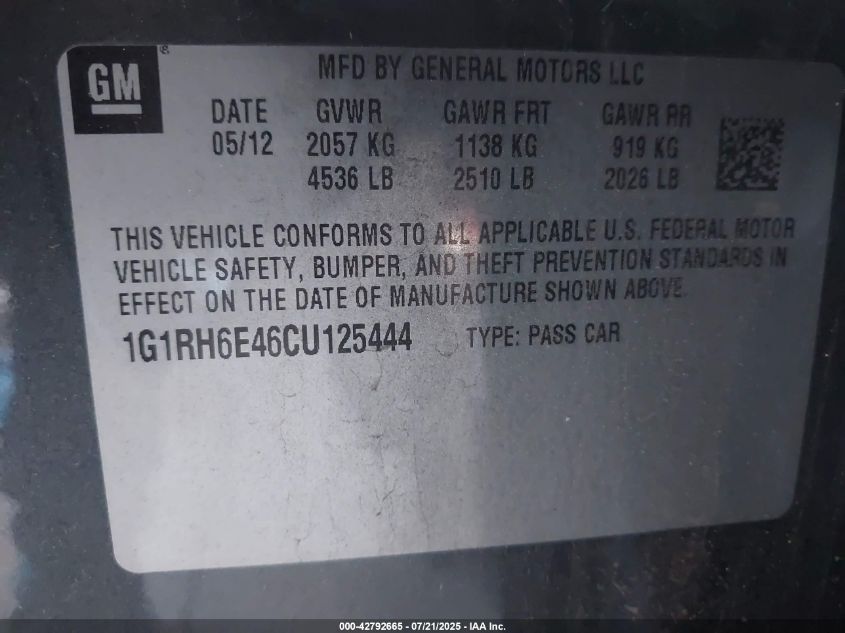 GM ®
MFD BY GENERAL MOTORS LLC
DATE GVWR GAWR FRT GAWR RR
05/12 2057 KG 1138 KG 919 KG
4536 LB 2510 LB 2026 LB
THIS VEHICLE CONFORMS TO ALL APPLICABLE U.S. FEDERAL MOTOR
VEHICLE SAFETY, BUMPER, AND THEFT PREVENTION STANDARDS IN
EFFECT ON THE DATE OF MANUFACTURE SHOWN ABOVE.
1G1RH6E46CU125444 TYPE: PASS CAR
000-42792665 - 07/21/2025 - IAA Inc.